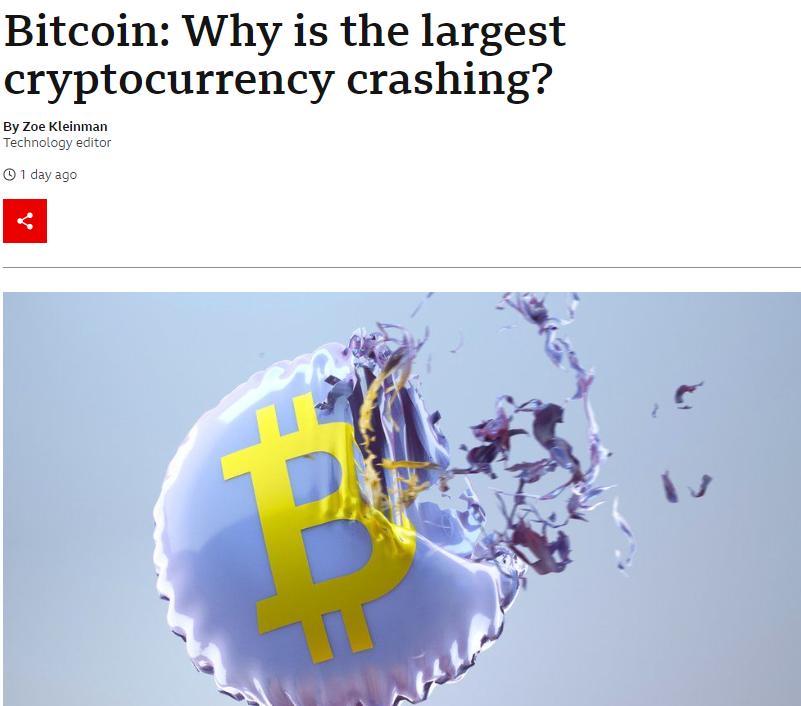 Bitcoin: Why is the largest
cryptocurrency crashing?
By Zoe Kleinman
Technology editor
1 day ago